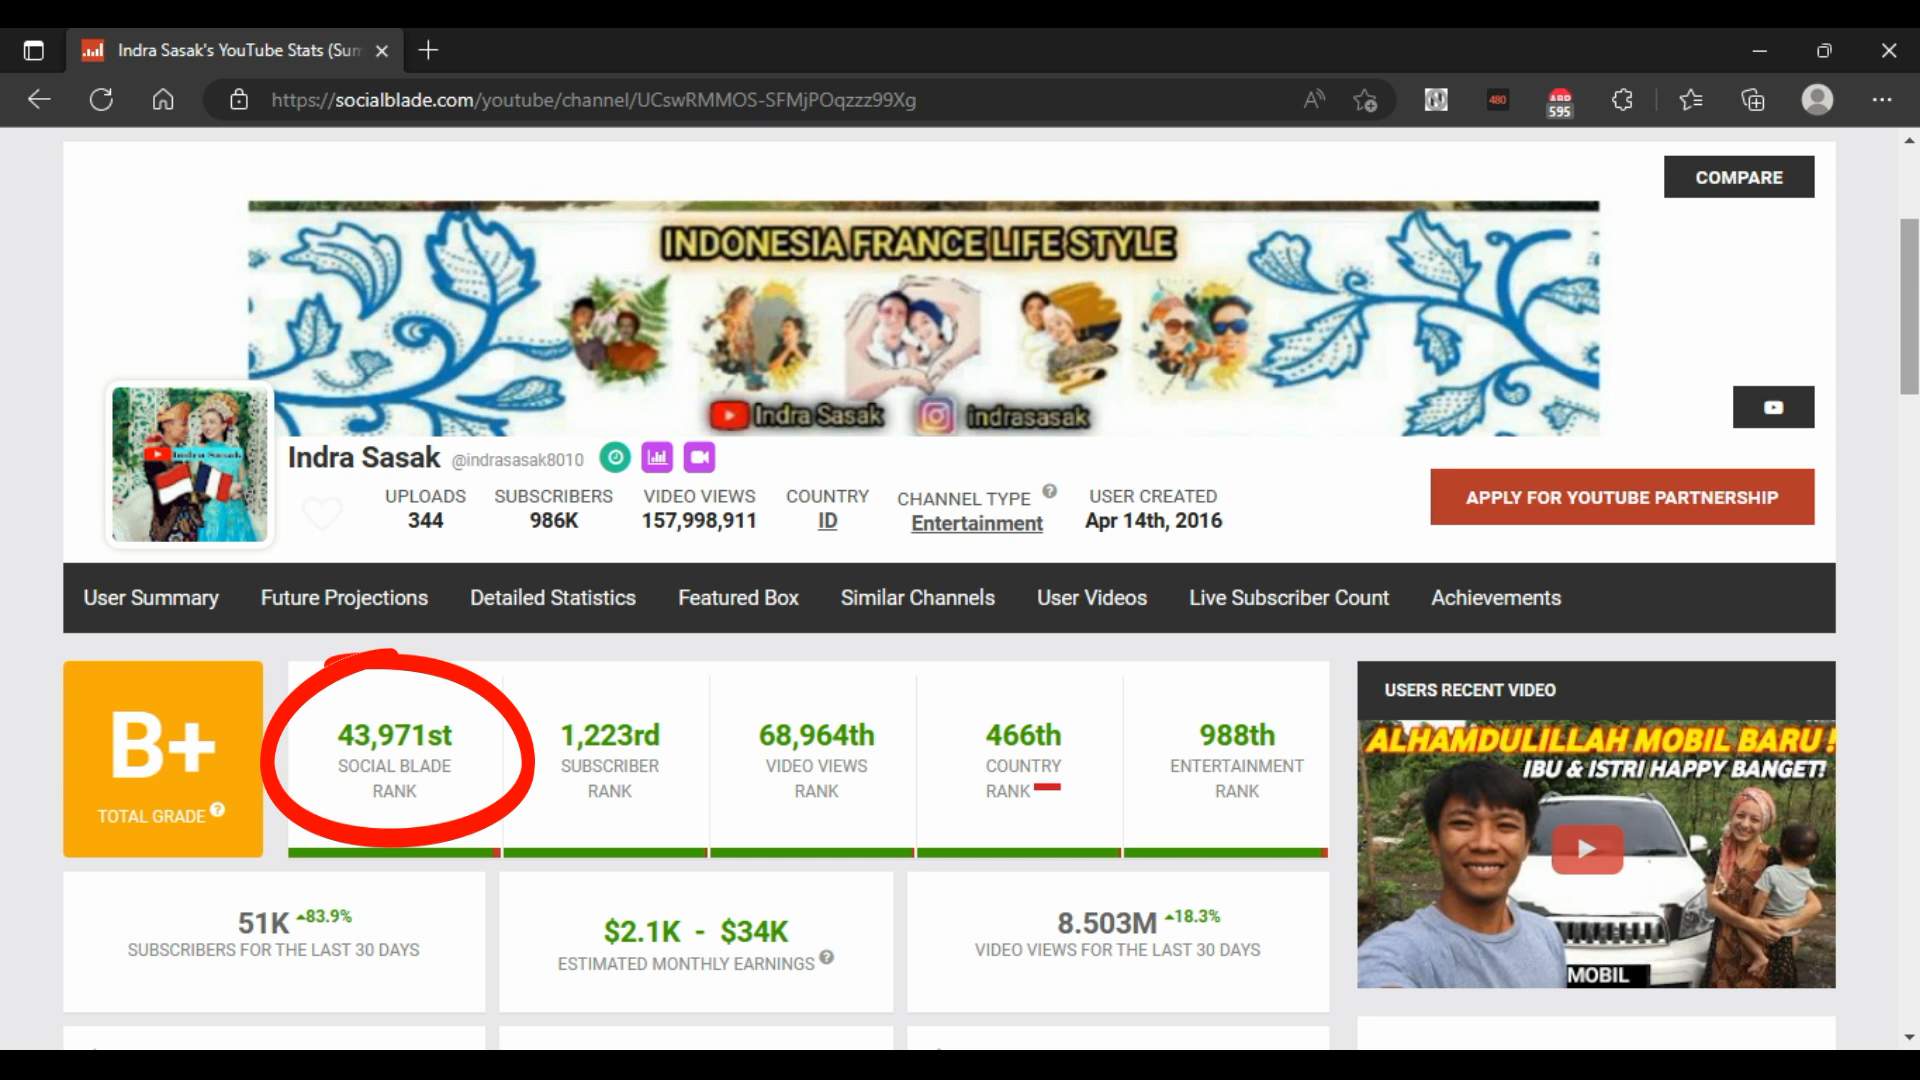 Indra Sasak's YouTube Stats (Sum
https://socialblade.com/youtube/channel/UCswRMMOS-SFMjPOqzzz99Xg
480
ABP
595
COMPARE
INDONESIA FRANCE LIFE STYLE
Indra Sasak
indrasasak
Indra Sasak
Indra Sasak @indrasasak8010
UPLOADS
344
SUBSCRIBERS
986K
VIDEO VIEWS
157,998,911
COUNTRY
ID
CHANNEL TYPE
Entertainment
USER CREATED
Apr 14th, 2016
APPLY FOR YOUTUBE PARTNERSHIP
User Summary
Future Projections
Detailed Statistics
Featured Box
Similar Channels
User Videos
Live Subscriber Count
Achievements
B+
TOTAL GRADE
43,971st
SOCIAL BLADE
RANK
1,223rd
SUBSCRIBER
RANK
68,964th
VIDEO VIEWS
RANK
466th
COUNTRY
RANK
988th
ENTERTAINMENT
RANK
USERS RECENT VIDEO
ALHAMDULILLAH MOBIL BARU !
IBU & ISTRI HAPPY BANGET!
MOBIL
51K 83.9%
SUBSCRIBERS FOR THE LAST 30 DAYS
$2.1K - $34K
ESTIMATED MONTHLY EARNINGS
8.503M 18.3%
VIDEO VIEWS FOR THE LAST 30 DAYS